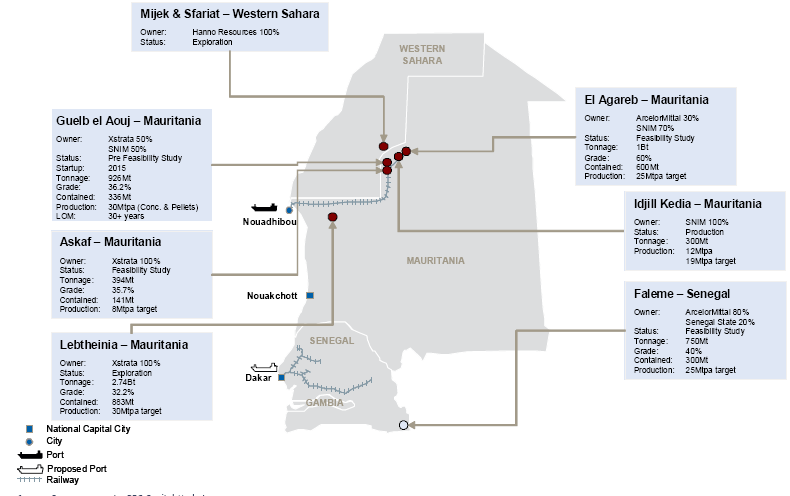 Mijek & Sfariat – Western Sahara
Owner: Hanno Resources 100%
Status: Exploration
WESTERN
SAHARA
El Agareb – Mauritania
Owner: ArcelorMittal 30%
SNIM 70%
Status: Feasibility Study
Tonnage: 1Bt
Grade: 60%
Contained: 600Mt
Production: 25Mtpa target
Guelb el Aouj – Mauritania
Owner: Xstrata 50%
SNIM 50%
Status: Pre Feasibility Study
Startup: 2015
Tonnage: 926Mt
Grade: 36.2%
Contained: 336Mt
Production: 30Mtpa (Conc. & Pellets)
LOM: 30+ years
Idjill Kedia – Mauritania
Owner: SNIM 100%
Status: Production
Tonnage: 300Mt
Production: 12Mtpa
19Mtpa target
Nouadhibou
Askaf – Mauritania
Owner: Xstrata 100%
Status: Feasibility Study
Tonnage: 394Mt
Grade: 35.7%
Contained: 141Mt
Production: 8Mtpa target
MAURITANIA
Nouakchott
Faleme – Senegal
Owner: ArcelorMittal 80%
Senegal State 20%
Status: Feasibility Study
Tonnage: 750Mt
Grade: 40%
Contained: 300Mt
Production: 25Mtpa target
Lebtheinia – Mauritania
Owner: Xstrata 100%
Status: Exploration
Tonnage: 2.74Bt
Grade: 32.2%
Contained: 883Mt
Production: 30Mtpa target
SENEGAL
Dakar
GAMBIA
National Capital City
City
Port
Proposed Port
Railway